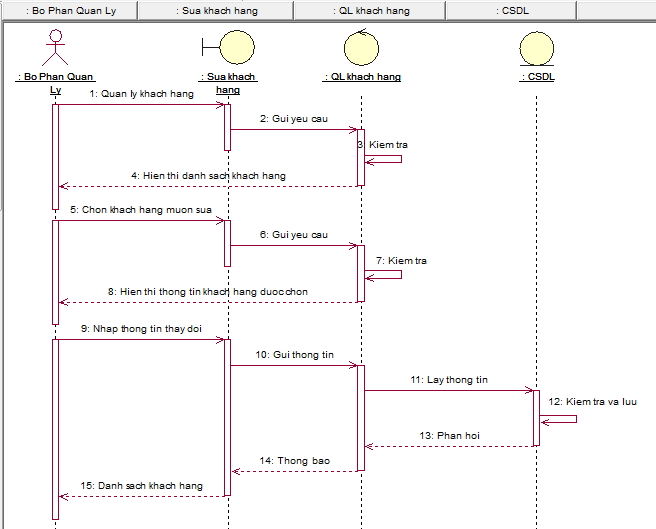 : Bo Phan Quan Ly
: Sua khach hang
: QL khach hang
: CSDL
: Bo Phan Quan
Ly
: Sua khach
hang
: QL khach hang
: CSDL
1: Quan ly khach hang
2: Gui yeu cau
3: Kiem tra
4: Hien thi danh sach khach hang
5: Chon khach hang muon sua
6: Gui yeu cau
7: Kiem tra
8: Hien thi thong tin khach hang duoc chon
9: Nhap thong tin thay doi
10: Gui thong tin
11: Lay thong tin
12: Kiem tra va luu
13: Phan hoi
14: Thong bao
15: Danh sach khach hang